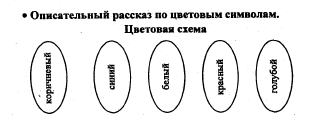 • Описательный рассказ по цветовым символам.
Цветовая схема
коричневый
синий
белый
красный
голубой